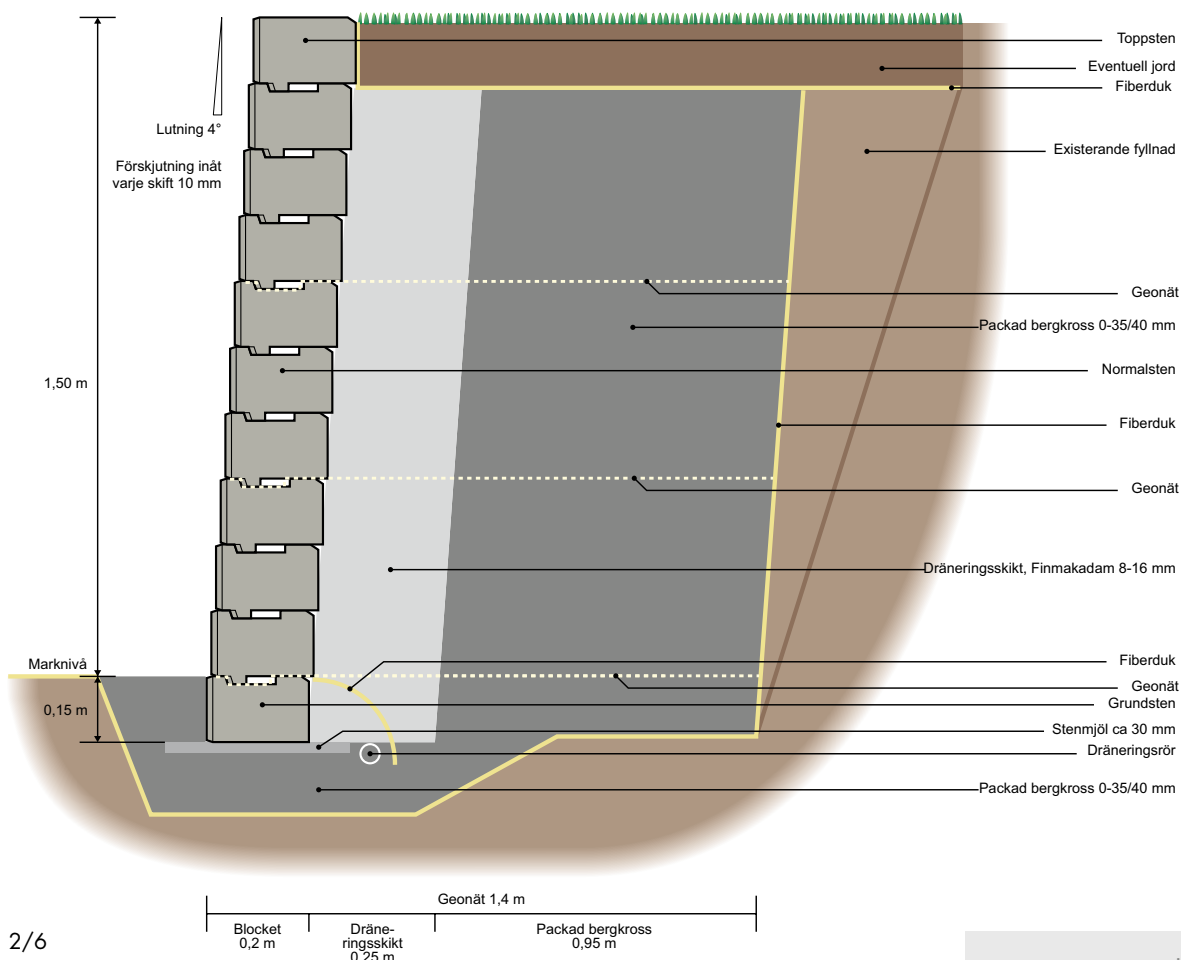 Toppsten
Eventuell jord
Fiberduk
Lutning 4°
Existerande fyllnad
Förskjutning inåt
varje skift 10 mm
Geonät
Packad bergkross 0-35/40 mm
Normalsten
1,50 m
Fiberduk
Geonät
Dräneringsskikt, Finmakadam 8-16 mm
Marknivå
Fiberduk
Geonät
Grundsten
0,15 m
Stenmjöl ca 30 mm
Dräneringsrör
Packad bergkross 0-35/40 mm
Geonät 1,4 m
Blocket
0,2 m
Dräne-
ringsskikt
0,25 m
Packad bergkross
0,95 m
2/6